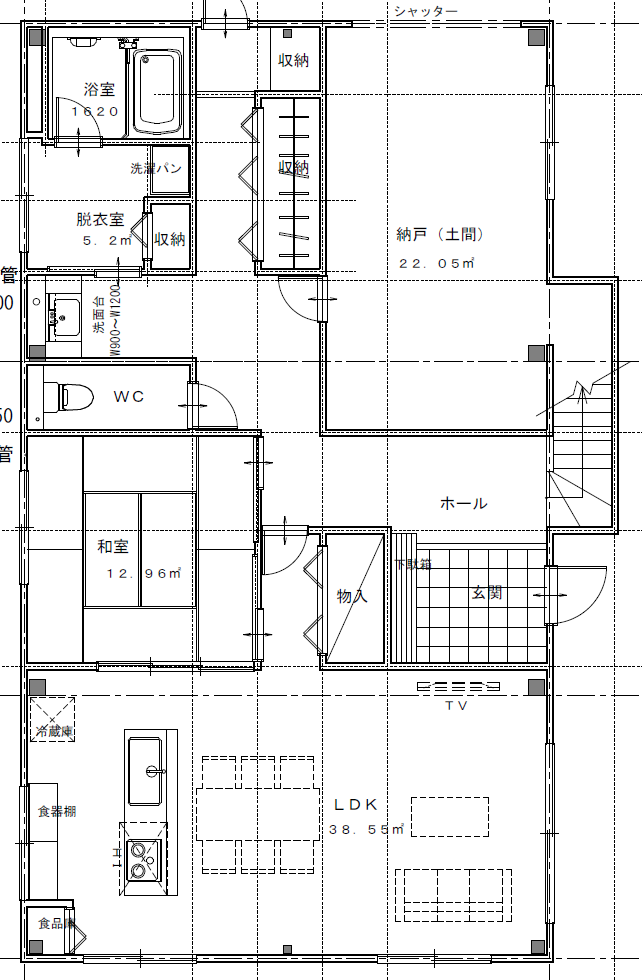 シャッター
収納
浴室
1620
収納
洗濯パン
脱衣室
5.2㎡
収納
納戸（土間）
22.05㎡
管
00
洗面台
W900～W1200
WC
50
管
ホール
和室
12.96㎡
下駄箱
物入
玄関
TV
冷蔵庫
LDK
38.55㎡
食器棚
IH
食品庫